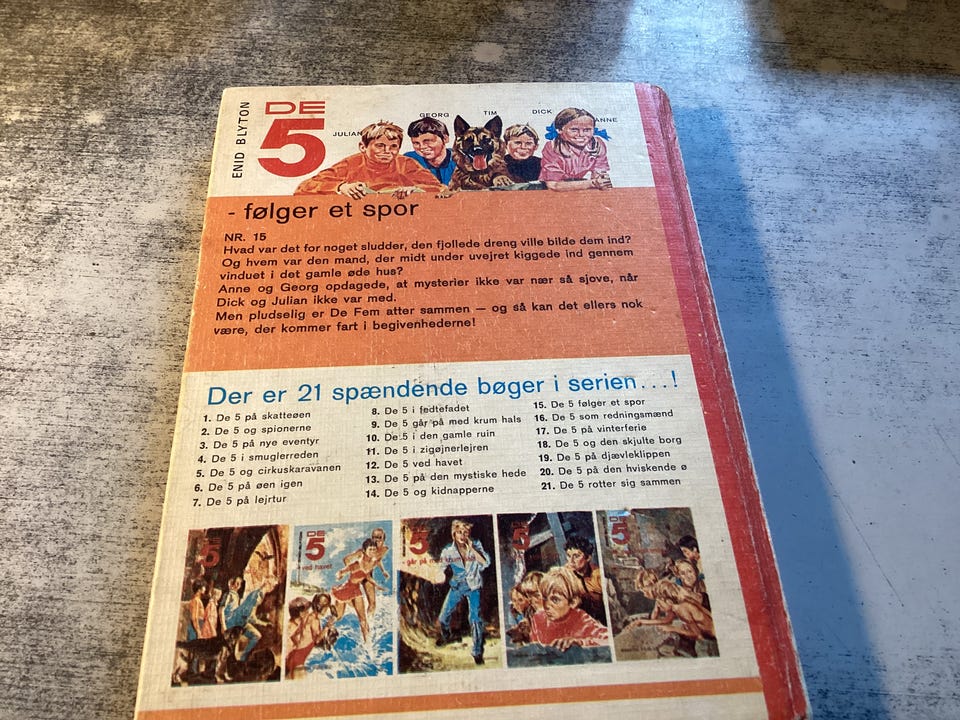 ENID BLYTON
DE
5
JULIAN
GEORG
TIM
DICK
ANNE
- følger et spor
NR. 15
Hvad var det for noget sludder, den fjollede dreng ville bilde dem ind?
Og hvem var den mand, der midt under uvejret kiggede ind gennem
vinduet i det gamle øde hus?
Anne og Georg opdagede, at mysterier ikke var nær så sjove, når
Dick og Julian ikke var med.
Men pludselig er De Fem atter sammen — og så kan det ellers nok
være, der kommer fart i begivenhederne!
Der er 21 spændende bøger i serien...!
1. De 5 på skatteøen
2. De 5 og spionerne
3. De 5 på nye eventyr
4. De 5 i smuglerreden
5. De 5 og cirkuskaravanen
6. De 5 på øen igen
7. De 5 på lejrtur
8. De 5 i fedtefadet
9. De 5 går på med krum hals
10. De 5 i den gamle ruin
11. De 5 i zigøjnerlejren
12. De 5 ved havet
13. De 5 på den mystiske hede
14. De 5 og kidnapperne
15. De 5 følger et spor
16. De 5 som redningsmænd
17. De 5 på vinterferie
18. De 5 og den skjulte borg
19. De 5 på djævleklippen
20. De 5 på den hviskende ø
21. De 5 rotter sig sammen
DE
5
DE
5
ved havet
5
går på med krum hals
5
DE
5